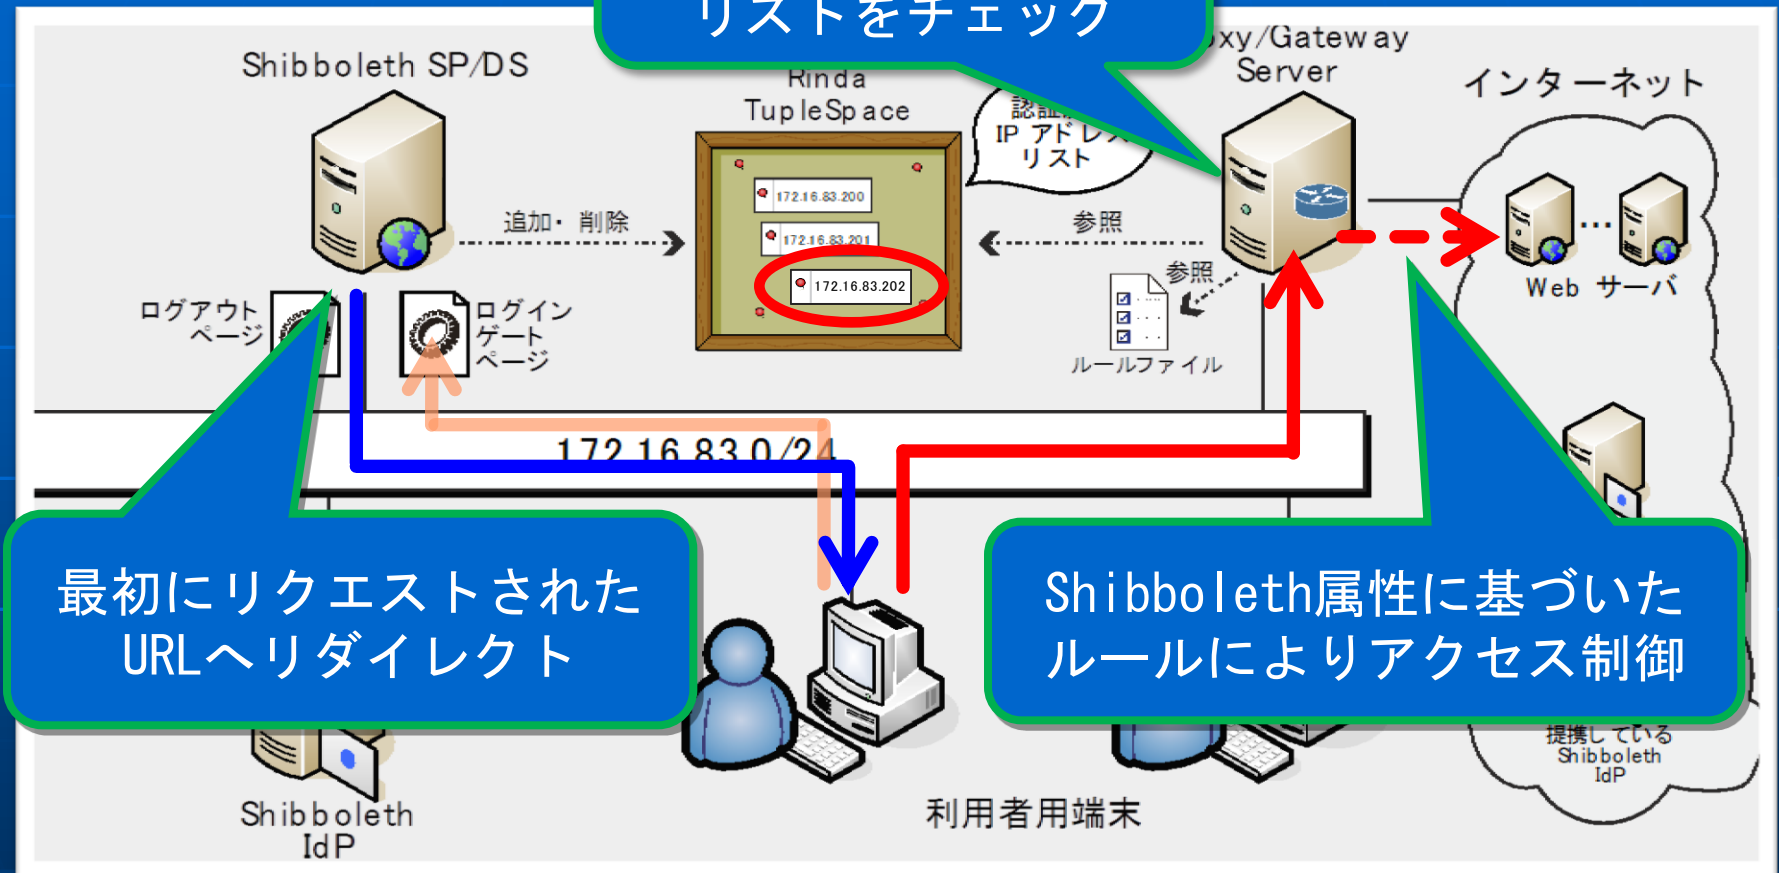 リストをチェック
Shibboleth SP/DS
Rinda
TupleSpace
IP アドレス
リスト
xy/Gateway
Server
インターネット
172.16.83.200
172.16.83.201
172.16.83.202
追加・削除
参照
参照
Web サーバ
ログアウト
ページ
ログイン
ゲート
ページ
ルールファイル
172.16.83.0/24
最初にリクエストされた
URLへリダイレクト
Shibboleth属性に基づいた
ルールによりアクセス制御
提携している
Shibboleth
IdP
Shibboleth
IdP
利用者用端末